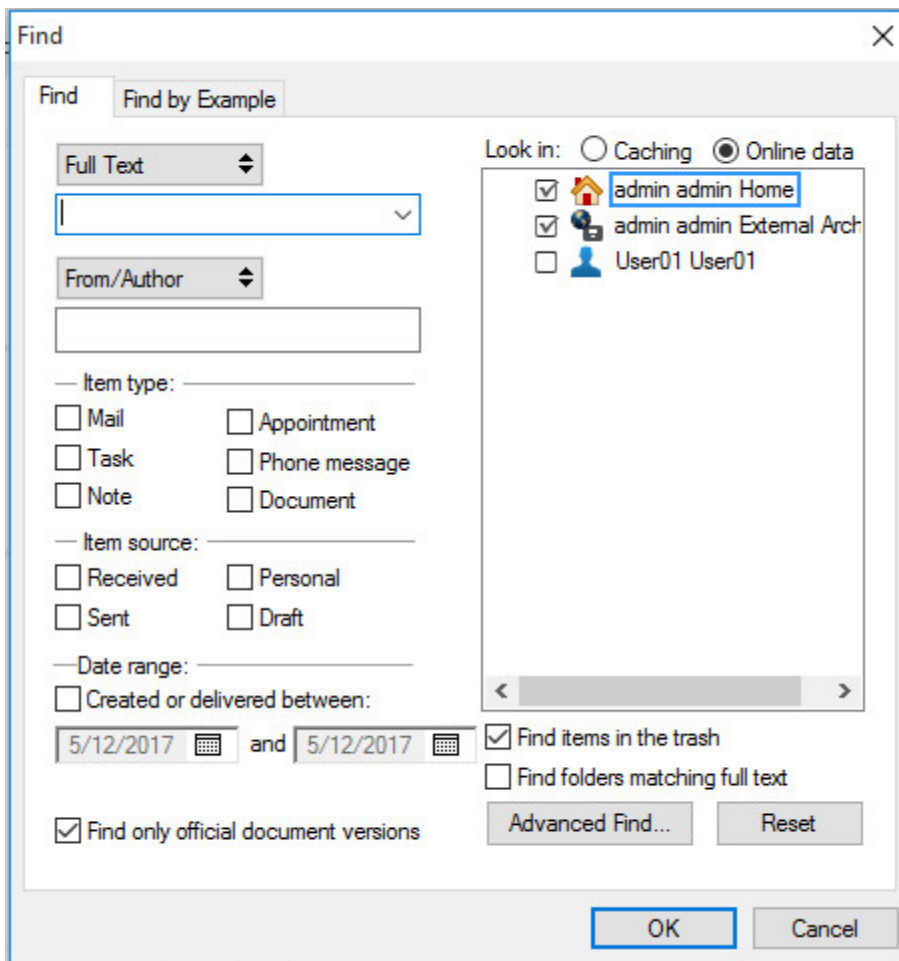 Find
Find
Find by Example
Full Text
From/Author
Item type:
Mail
Appointment
Task
Phone message
Note
Document
Item source:
Received
Personal
Sent
Draft
Date range:
Created or delivered between:
5/12/2017 and 5/12/2017
Find only official document versions
Look in: Caching Online data
admin admin Home
admin admin External Arch
User01 User01
Find items in the trash
Find folders matching full text
Advanced Find...
Reset
OK
Cancel